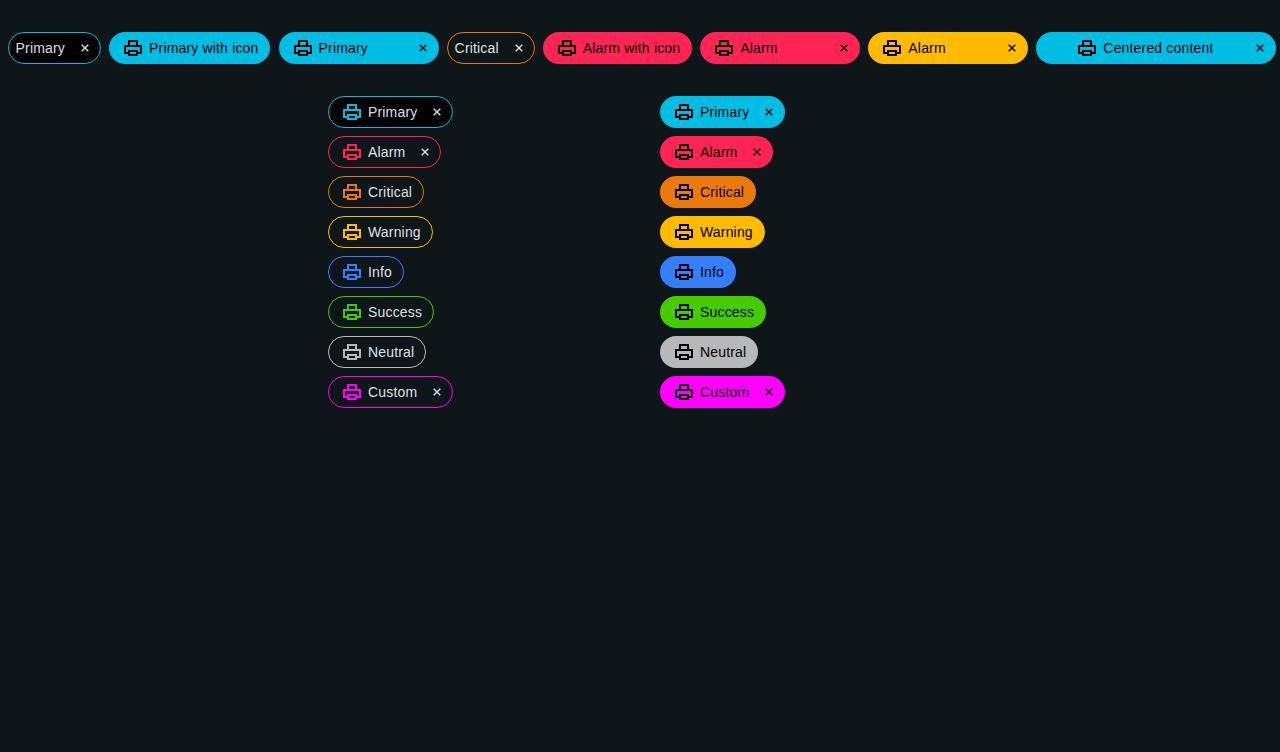 Primary Primary with icon Primary Critical Alarm with icon Alarm Alarm Centered content
Primary Primary
Alarm Alarm
Critical Critical
Warning Warning
Info Info
Success Success
Neutral Neutral
Custom Custom